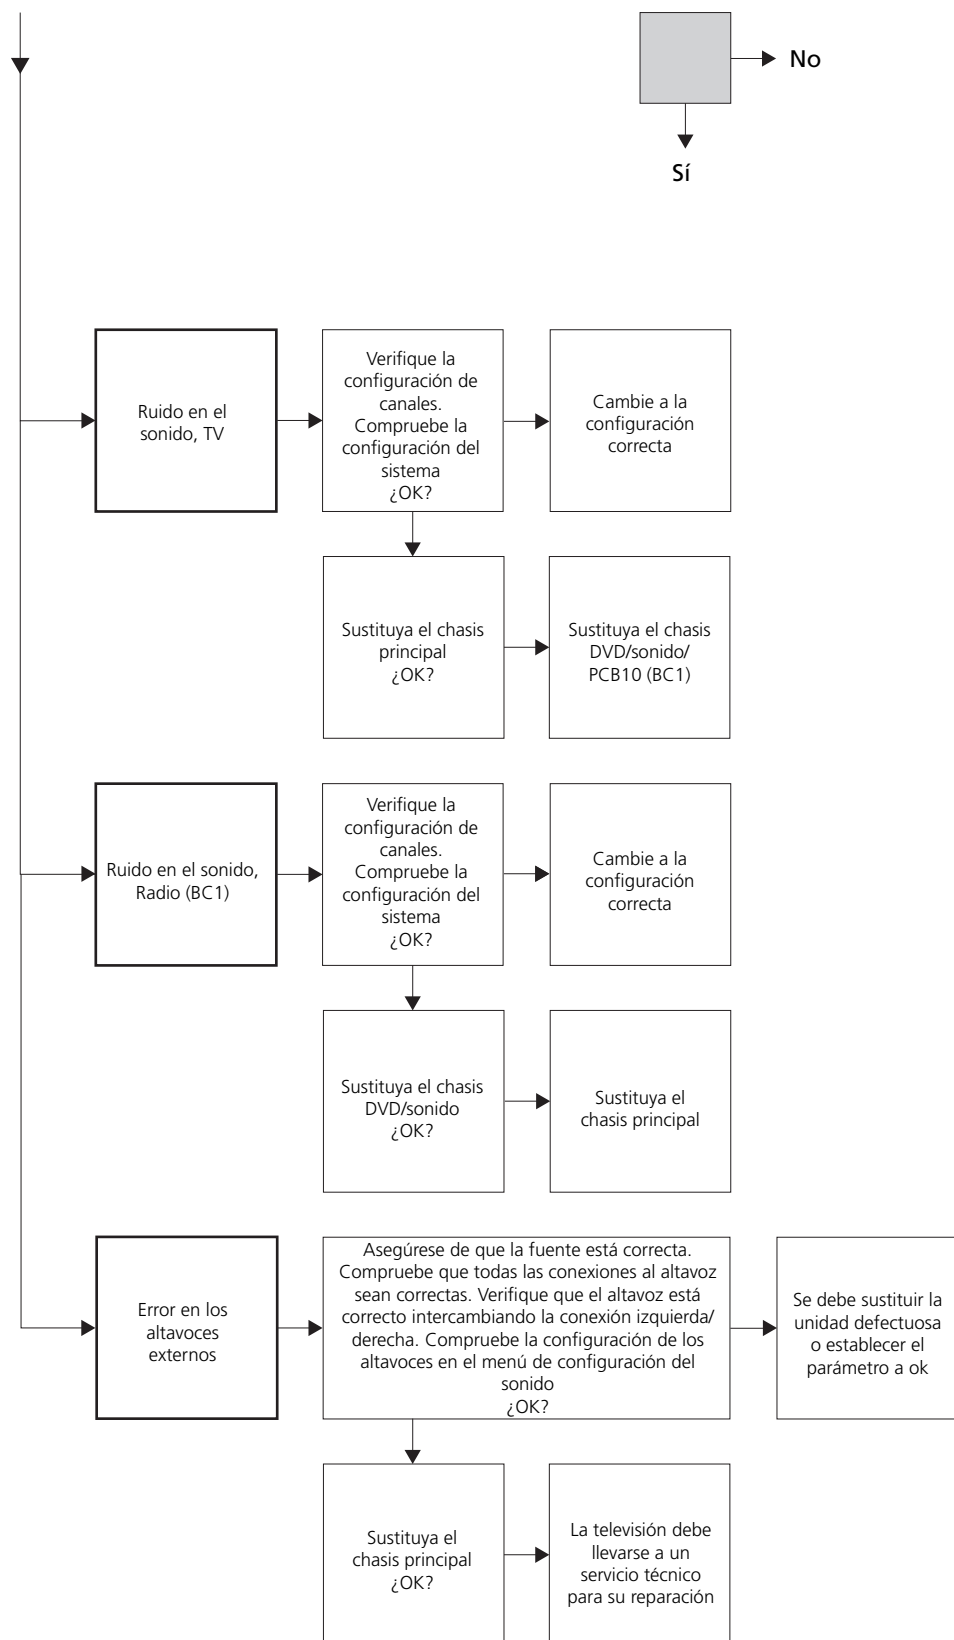 No
Sí
Ruido en el
sonido, TV
Verifique la
configuración de
canales.
Compruebe la
configuración del
sistema
¿OK?
Cambie a la
configuración
correcta
Sustituya el chasis
principal
¿OK?
Sustituya el chasis
DVD/sonido/
PCB10 (BC1)
Ruido en el sonido,
Radio (BC1)
Verifique la
configuración de
canales.
Compruebe la
configuración del
sistema
¿OK?
Cambie a la
configuración
correcta
Sustituya el chasis
DVD/sonido
¿OK?
Sustituya el
chasis principal
Error en los
altavoces
externos
Asegúrese de que la fuente está correcta.
Compruebe que todas las conexiones al altavoz
sean correctas. Verifique que el altavoz está
correcto intercambiando la conexión izquierda/
derecha. Compruebe la configuración de los
altavoces en el menú de configuración del
sonido
¿OK?
Se debe sustituir la
unidad defectuosa
o establecer el
parámetro a ok
Sustituya el
chasis principal
¿OK?
La televisión debe
llevarse a un
servicio técnico
para su reparación